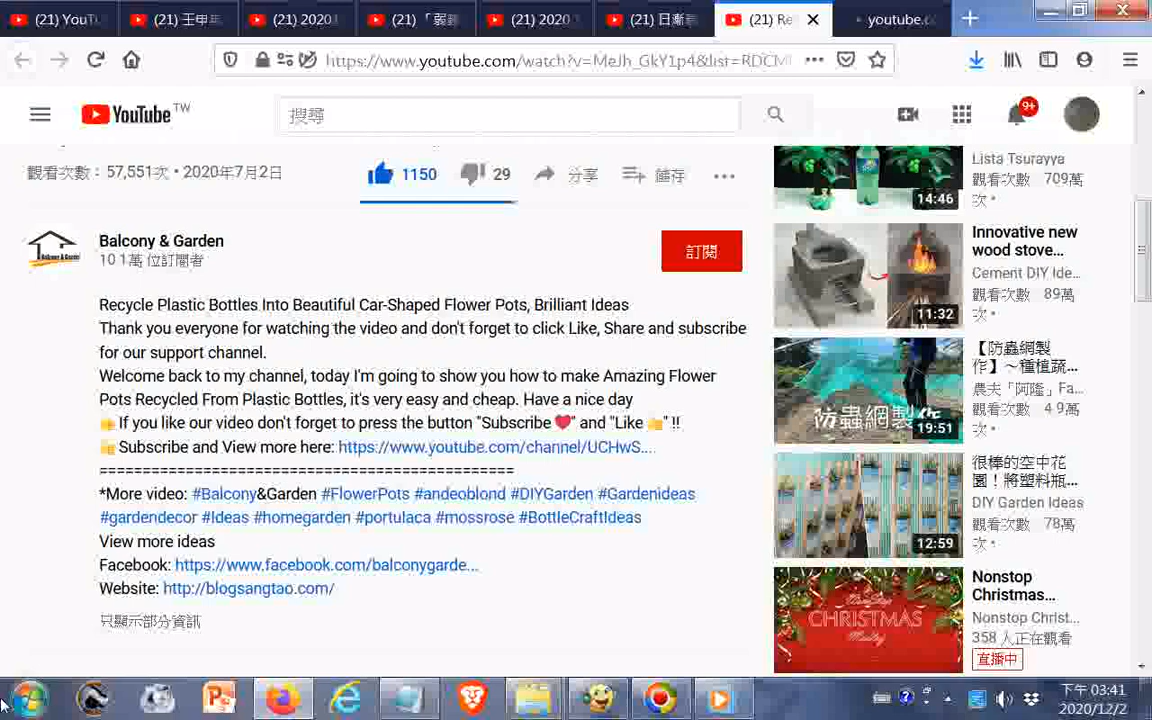 (21) YouT
(21) 壬甲
(21) 2020
(21) 「弱
(21) 2020
(21) 日漸
(21) Re
youtube.c
https://www.youtube.com/watch?v=MeJh_GkY1p4&list=RDCM
YouTube TW
搜尋
9+
觀看次數：57,551次 • 2020年7月2日
1150
29
分享
儲存
Balcony & Garden
10 1萬 位訂閱者
訂閱
Recycle Plastic Bottles Into Beautiful Car-Shaped Flower Pots, Brilliant Ideas
Thank you everyone for watching the video and don't forget to click Like, Share and subscribe
for our support channel.
Welcome back to my channel, today I'm going to show you how to make Amazing Flower
Pots Recycled From Plastic Bottles, it's very easy and cheap. Have a nice day
👍If you like our video don't forget to press the button "Subscribe ❤" and "Like 👍" !!
👍Subscribe and View more here: https://www.youtube.com/channel/UCHwS...
================================================
*More video: #Balcony&Garden #FlowerPots #andeoblond #DIYGarden #Gardenideas
#gardendecor #Ideas #homegarden #portulaca #mossrose #BottleCraftIdeas
View more ideas
Facebook: https://www.facebook.com/balconygarde...
Website: http://blogsangtao.com/
只顯示部分資訊
Lista Tsurayya
觀看次數 709萬
次 •
14:46
Innovative new
wood stove…
Cement DIY Ide…
觀看次數 89萬
次 •
11:32
【防蟲網製
作】～種植蔬…
農夫「阿隆」Fa…
觀看次數 4 9萬
次 •
防蟲網製作
19:51
很棒的空中花
園！將塑料瓶…
DIY Garden Ideas
觀看次數 78萬
次 •
12:59
Nonstop
Christmas…
Nonstop Christ…
358 人正在觀看
直播中
CHRISTMAS
Medley
下午 03:41
2020/12/2